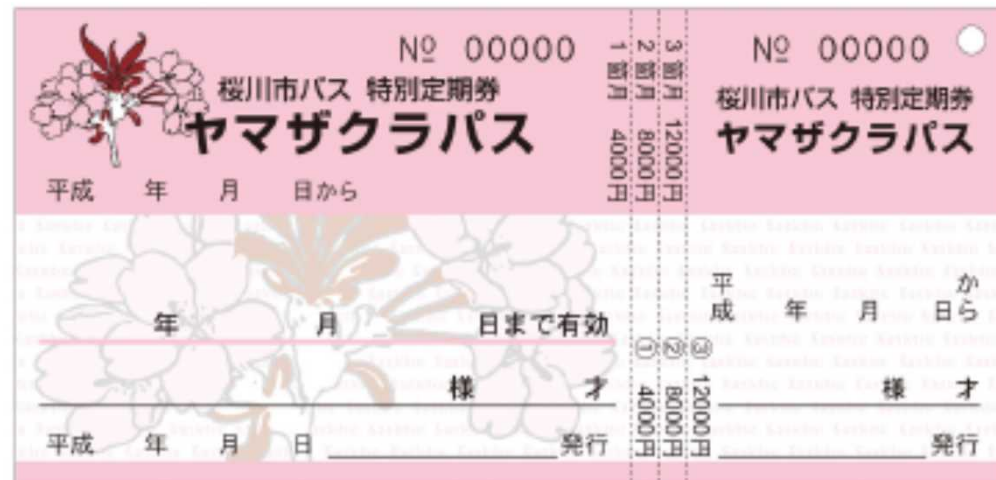 № 00000
桜川市バス 特別定期券
ヤマザクラパス
平成 年 月 日から
年 月 日まで有効
様 才
平成 年 月 日 発行
1箇月 4000円
2箇月 8000円
3箇月 12000円
① 4000円
② 8000円
③ 12000円
№ 00000
桜川市バス 特別定期券
ヤマザクラパス
平成 年 月 日から
様 才
発行